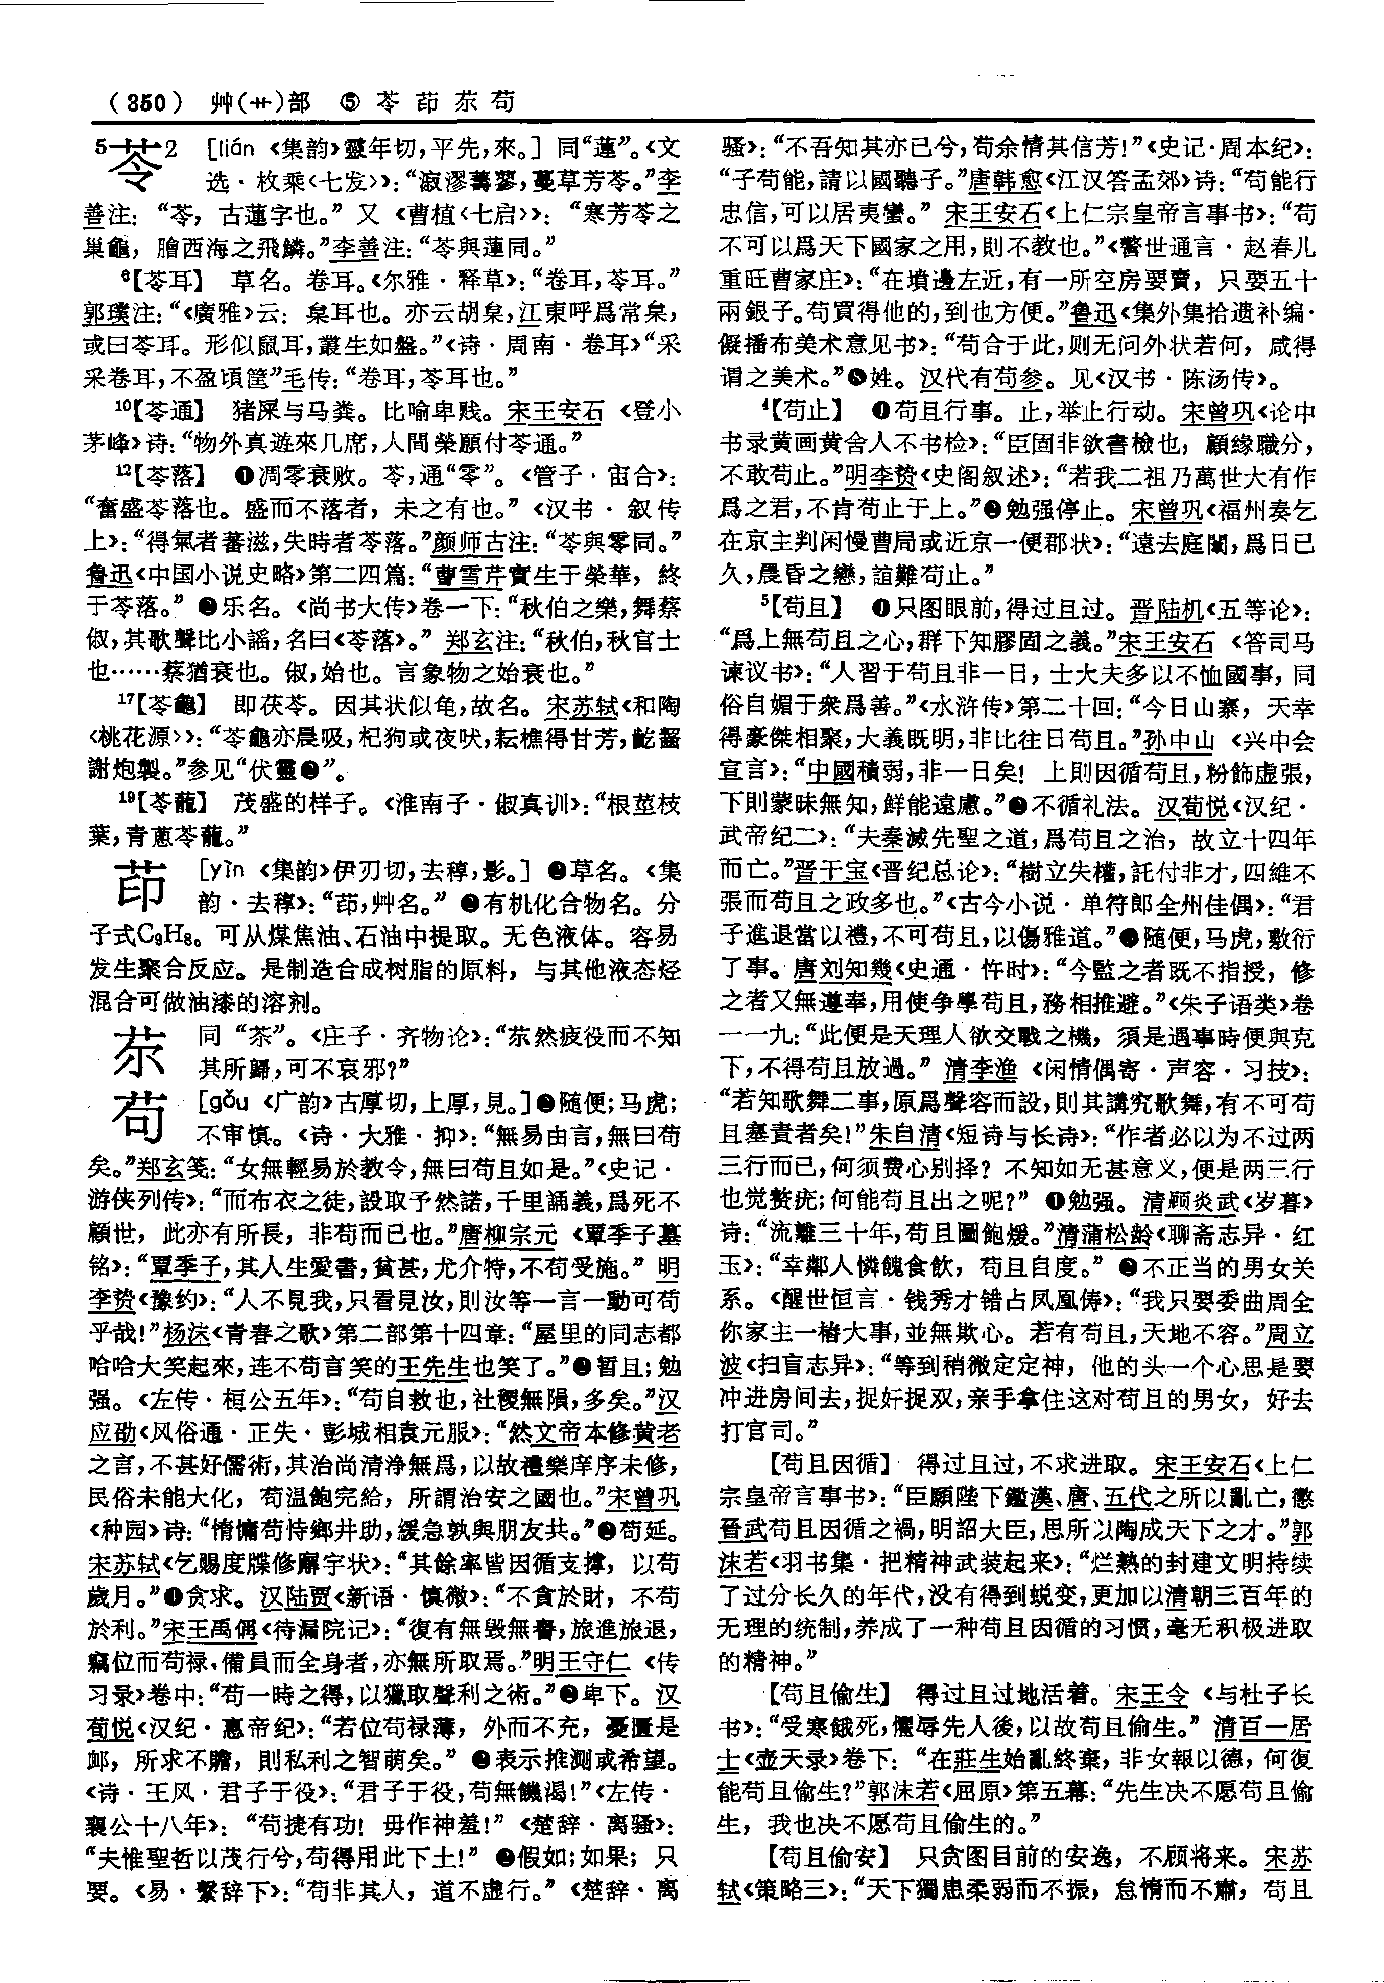 (350) 艸(艹)部 ⑤ 苓茚苶苟
5苓2 [lián《集韵》靈年切,平先,來。] 同“蓮”。《文
选·枚乘〈七发〉》:“漃漻薵蓼,蔓草芳苓。”李
善注:“苓,古蓮字也。”又《曹植〈七启〉》:“寒芳苓之
巢龜,膾西海之飛鱗。”李善注:“苓與蓮同。”
6【苓耳】 草名。卷耳。《尔雅·释草》:“卷耳,苓耳。”
郭璞注:“《廣雅》云:枲耳也。亦云胡枲,江東呼爲常枲,
或曰苓耳。形似鼠耳,叢生如盤。”《诗·周南·卷耳》“采
采卷耳,不盈頃筐”毛传:“卷耳,苓耳也。”
10【苓通】 猪屎与马粪。比喻卑贱。宋王安石《登小
茅峰》诗:“物外真遊來几席,人間榮願付苓通。”
12【苓落】 ❶凋零衰败。苓,通“零”。《管子·宙合》:
“奮盛苓落也。盛而不落者,未之有也。”《汉书·叙传
上》:“得氣者蕃滋,失時者苓落。”颜师古注:“苓與零同。”
鲁迅《中国小说史略》第二四篇:“曹雪芹實生于榮華,終
于苓落。”❷乐名。《尚书大传》卷一下:“秋伯之樂,舞蔡
俶,其歌聲比小謡,名曰《苓落》。”郑玄注:“秋伯,秋官士
也……蔡猶衰也。俶,始也。言象物之始衰也。”
17【苓龜】 即茯苓。因其状似龟,故名。宋苏轼《和陶
〈桃花源〉》:“苓龜亦晨吸,杞狗或夜吠,耘樵得甘芳,齕齧
謝炮製。”参见“伏靈❷”。
19【苓蘢】 茂盛的样子。《淮南子·俶真训》:“根莖枝
葉,青葱苓蘢。”
茚 [yìn《集韵》伊刃切,去稕,影。] ❶草名。《集
韵·去稕》:“茚,艸名。”❷有机化合物名。分
子式C₉H₈。可从煤焦油、石油中提取。无色液体。容易
发生聚合反应。是制造合成树脂的原料,与其他液态烃
混合可做油漆的溶剂。
苶 同“苶”。《庄子·齐物论》:“苶然疲役而不知
其所歸,可不哀邪?”
苟 [gǒu《广韵》古厚切,上厚,見。]❶随便;马虎;
不审慎。《诗·大雅·抑》:“無易由言,無曰苟
矣。”郑玄笺:“女無輕易於教令,無曰苟且如是。”《史记·
游侠列传》:“而布衣之徒,設取予然諾,千里誦義,爲死不
顧世,此亦有所長,非苟而已也。”唐柳宗元《覃季子墓
铭》:“覃季子,其人生愛書,貧甚,尤介特,不苟受施。”明
李贽《豫约》:“人不見我,只看見汝,則汝等一言一動可苟
乎哉!”杨沫《青春之歌》第二部第十四章:“屋里的同志都
哈哈大笑起來,连不苟言笑的王先生也笑了。”❷暂且;勉
强。《左传·桓公五年》:“苟自救也,社稷無隕,多矣。”汉
应劭《风俗通·正失·彭城相袁元服》:“然文帝本修黄老
之言,不甚好儒術,其治尚清浄無爲,以故禮樂庠序未修,
民俗未能大化,苟温飽完給,所謂治安之國也。”宋曾巩
《种园》诗:“惰慵苟恃鄉井助,緩急孰與朋友共。”❸苟延。
宋苏轼《乞赐度牒修廨宇状》:“其餘率皆因循支撑,以苟
歲月。”❹贪求。汉陆贾《新语·慎微》:“不貪於財,不苟
於利。”宋王禹偁《待漏院记》:“復有無毁無譽,旅進旅退,
竊位而苟禄,備員而全身者,亦無所取焉。”明王守仁《传
习录》卷中:“苟一時之得,以獵取聲利之術。”❺卑下。汉
荀悦《汉纪·惠帝纪》:“若位苟禄薄,外而不充,憂匱是
卹,所求不贍,則私利之智萌矣。”❻表示推测或希望。
《诗·王风·君子于役》:“君子于役,苟無饑渴!”《左传·
襄公十八年》:“苟捷有功!毋作神羞!”《楚辞·离骚》:
“夫惟聖哲以茂行兮,苟得用此下土!”❼假如;如果;只
要。《易·繫辞下》:“苟非其人,道不虚行。”《楚辞·离
骚》:“不吾知其亦已兮,苟余情其信芳!”《史记·周本纪》:
“子苟能,請以國聽子。”唐韩愈《江汉答孟郊》诗:“苟能行
忠信,可以居夷蠻。”宋王安石《上仁宗皇帝言事书》:“苟
不可以爲天下國家之用,則不教也。”《警世通言·赵春儿
重旺曹家庄》:“在墳邊左近,有一所空房要賣,只要五十
兩銀子。苟買得他的,到也方便。”鲁迅《集外集拾遗补编·
儗播布美术意见书》:“苟合于此,则无问外状若何,咸得
谓之美术。”❽姓。汉代有苟参。见《汉书·陈汤传》。
4【苟止】 ❶苟且行事。止,举止行动。宋曾巩《论中
书录黄画黄舍人不书检》:“臣固非欲書檢也,顧缘職分,
不敢苟止。”明李贽《史阁叙述》:“若我二祖乃萬世大有作
爲之君,不肯苟止于上。”❷勉强停止。宋曾巩《福州奏乞
在京主判闲慢曹局或近京一便郡状》:“遠去庭闈,爲日已
久,晨昏之戀,誼難苟止。”
5【苟且】 ❶只图眼前,得过且过。晋陆机《五等论》:
“爲上無苟且之心,群下知膠固之義。”宋王安石《答司马
谏议书》:“人習于苟且非一日,士大夫多以不恤國事,同
俗自媚于衆爲善。”《水浒传》第二十回:“今日山寨,天幸
得豪傑相聚,大義既明,非比往日苟且。”孙中山《兴中会
宣言》:“中國積弱,非一日矣!上則因循苟且,粉飾虚張,
下則蒙昧無知,鮮能遠慮。”❷不循礼法。汉荀悦《汉纪·
武帝纪二》:“夫秦滅先聖之道,爲苟且之治,故立十四年
而亡。”晋干宝《晋纪总论》:“樹立失權,託付非才,四維不
張而苟且之政多也。”《古今小说·单符郎全州佳偶》:“君
子進退當以禮,不可苟且,以傷雅道。”❸随便,马虎,敷衍
了事。唐刘知幾《史通·忤时》:“今監之者既不指授,修
之者又無遵奉,用使争學苟且,務相推避。”《朱子语类》卷
一一九:“此便是天理人欲交戰之機,須是遇事時便與克
下,不得苟且放過。”清李渔《闲情偶寄·声容·习技》:
“若知歌舞二事,原爲聲容而設,則其講究歌舞,有不可苟
且塞責者矣!”朱自清《短诗与长诗》:“作者必以为不过两
三行而已,何须费心别择?不知如无甚意义,便是两三行
也觉赘疣;何能苟且出之呢?”❹勉强。清顾炎武《岁暮》
诗:“流離三十年,苟且圖飽煖。”清蒲松龄《聊斋志异·红
玉》:“幸鄰人憐餽食飲,苟且自度。”❺不正当的男女关
系。《醒世恒言·钱秀才错占凤凰俦》:“我只要委曲周全
你家主一樁大事,並無欺心。若有苟且,天地不容。”周立
波《扫盲志异》:“等到稍微定定神,他的头一个心思是要
冲进房间去,捉奸捉双,亲手拿住这对苟且的男女,好去
打官司。”
【苟且因循】 得过且过,不求进取。宋王安石《上仁
宗皇帝言事书》:“臣願陛下鑑漢、唐、五代之所以亂亡,懲
晉武苟且因循之禍,明詔大臣,思所以陶成天下之才。”郭
沫若《羽书集·把精神武装起来》:“烂熟的封建文明持续
了过分长久的年代,没有得到蜕变,更加以清朝三百年的
无理的统制,养成了一种苟且因循的习惯,毫无积极进取
的精神。”
【苟且偷生】 得过且过地活着。宋王令《与杜子长
书》:“受寒餓死,懼辱先人後,以故苟且偷生。”清百一居
士《壶天录》卷下:“在莊生始亂終棄,非女報以德,何復
能苟且偷生?”郭沫若《屈原》第五幕:“先生决不愿苟且偷
生,我也决不愿苟且偷生的。”
【苟且偷安】 只贪图目前的安逸,不顾将来。宋苏
轼《策略三》:“天下獨患柔弱而不振,怠惰而不肅,苟且